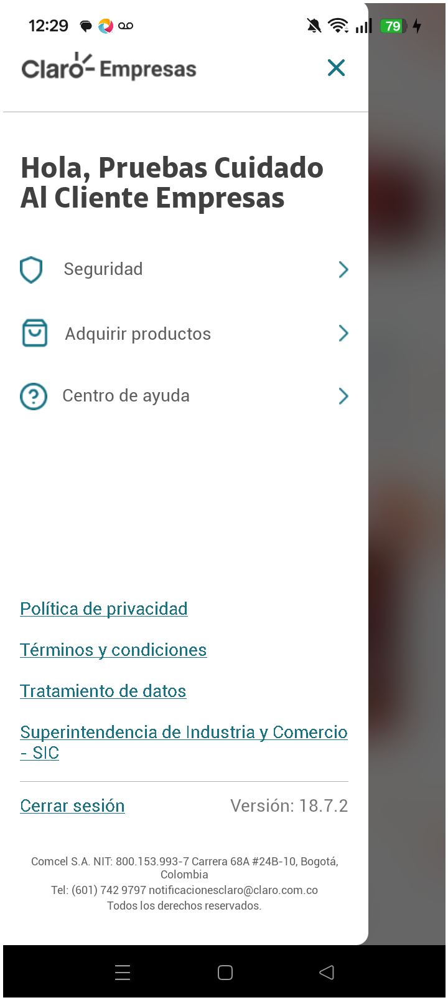 12:29
79
Claro Empresas
Hola, Pruebas Cuidado
Al Cliente Empresas
Seguridad
Adquirir productos
Centro de ayuda
Política de privacidad
Términos y condiciones
Tratamiento de datos
Superintendencia de Industria y Comercio
- SIC
Cerrar sesión
Versión: 18.7.2
Comcel S.A. NIT: 800.153.993-7 Carrera 68A #24B-10, Bogotá,
Colombia
Tel: (601) 742 9797 notificacionesclaro@claro.com.co
Todos los derechos reservados.